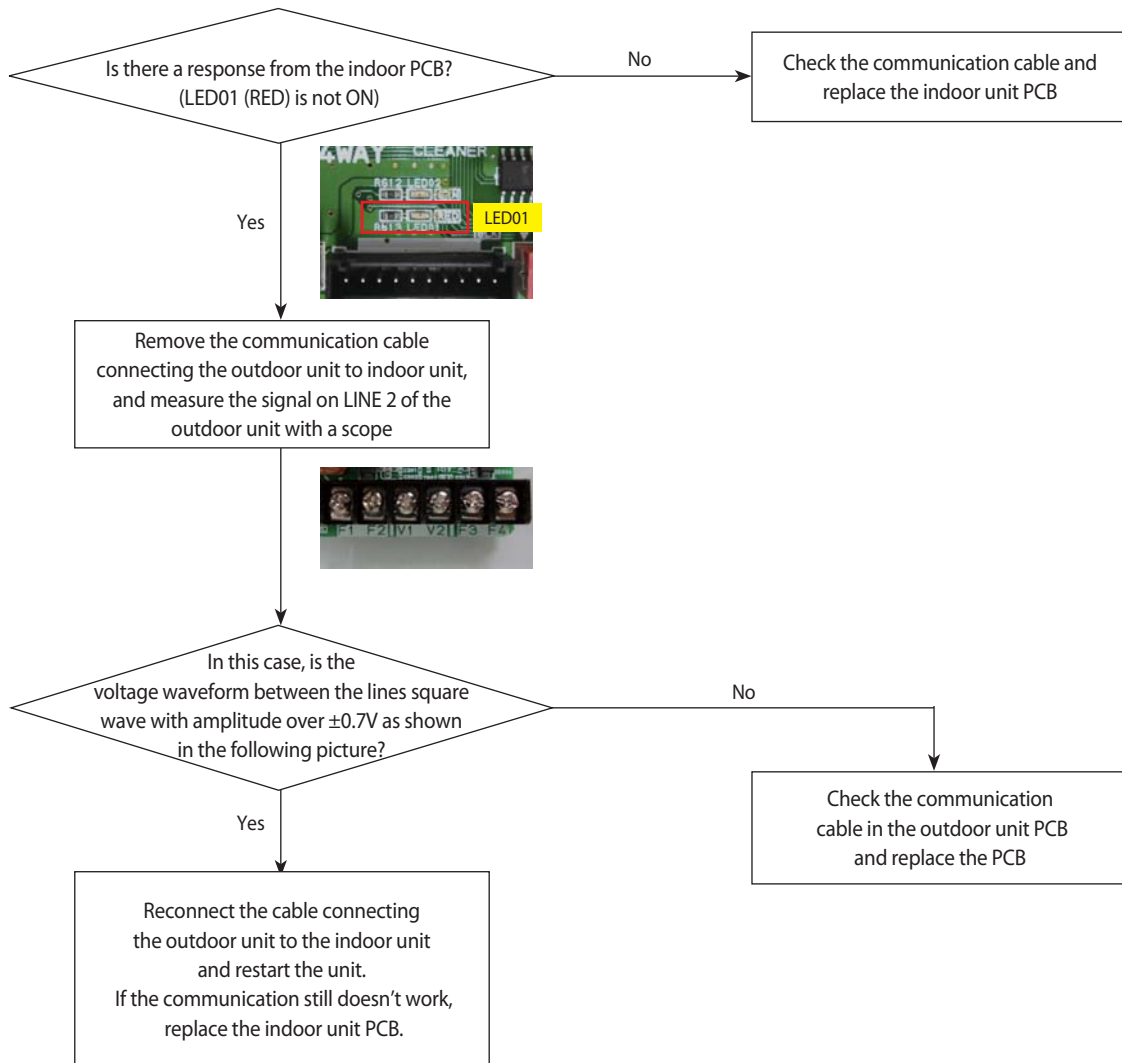 Is there a response from the indoor PCB?
(LED01 (RED) is not ON)
No
Check the communication cable and
replace the indoor unit PCB
4WAY CLEANER
R612 LED02
RED
R613 LED01
LED01
Yes
Remove the communication cable
connecting the outdoor unit to indoor unit,
and measure the signal on LINE 2 of the
outdoor unit with a scope
F1 F2 V1 V2 F3 F4
In this case, is the
voltage waveform between the lines square
wave with amplitude over ±0.7V as shown
in the following picture?
No
Check the communication
cable in the outdoor unit PCB
and replace the PCB
Yes
Reconnect the cable connecting
the outdoor unit to the indoor unit
and restart the unit.
If the communication still doesn’t work,
replace the indoor unit PCB.